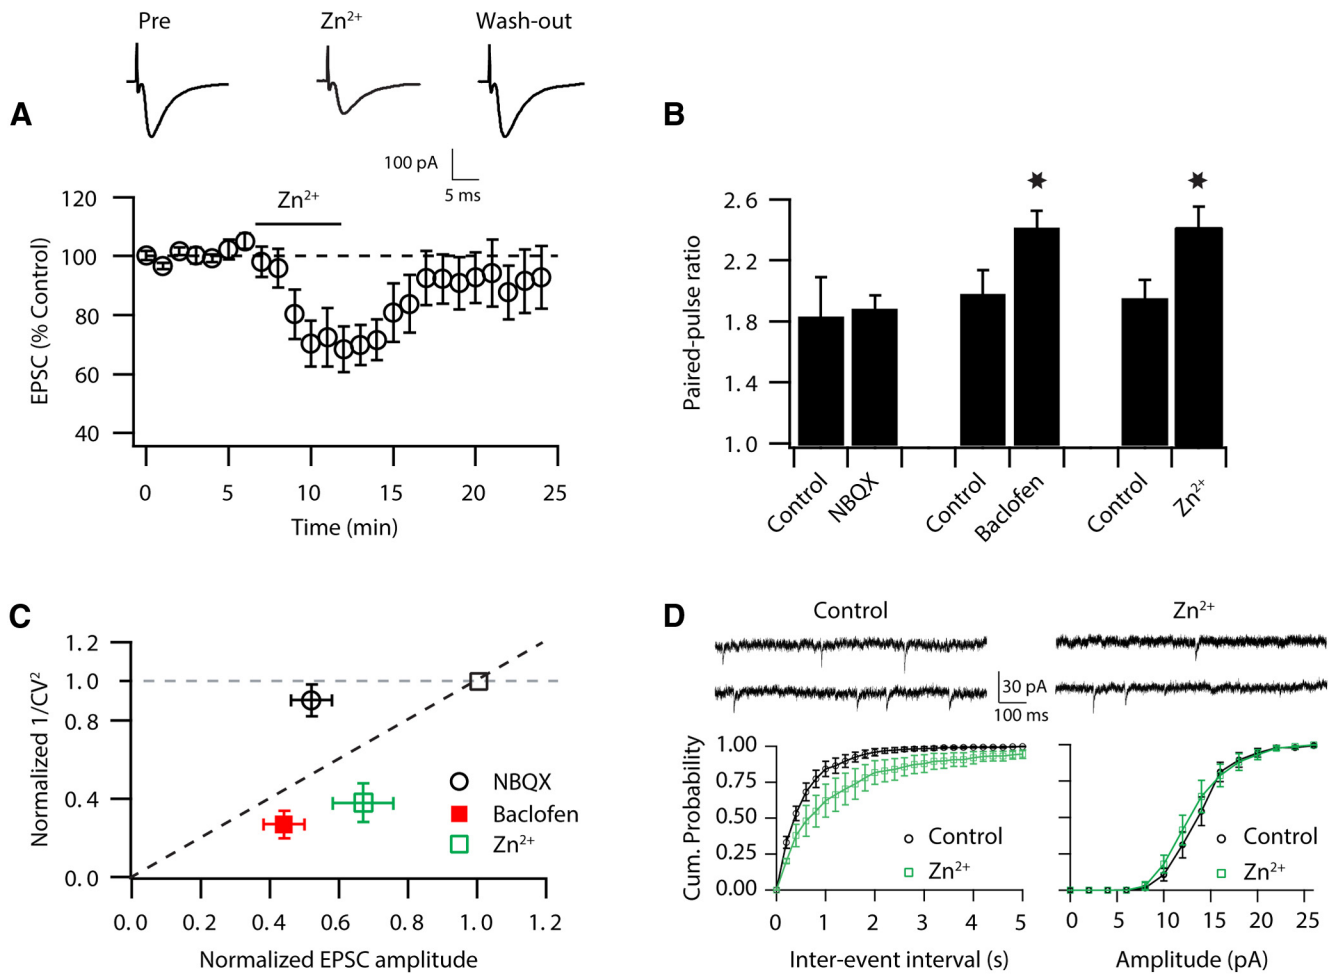 A
Pre
Zn2+
Wash-out
100 pA
5 ms
Zn2+
EPSC (% Control)
120
100
80
60
40
0
5
10
15
20
25
Time (min)
B
Paired-pulse ratio
2.6
2.2
1.8
1.4
1.0
Control
NBQX
Control
Baclofen
Control
Zn2+
C
Normalized 1/CV2
1.2
1.0
0.8
0.4
0.0
NBQX
Baclofen
Zn2+
0.0
0.2
0.4
0.6
0.8
1.0
1.2
Normalized EPSC amplitude
D
Control
Zn2+
30 pA
100 ms
Cum. Probability
1.00
0.75
0.50
0.25
0.00
Control
Zn2+
0
1
2
3
4
5
Inter-event interval (s)
Control
Zn2+
0
5
10
15
20
25
Amplitude (pA)